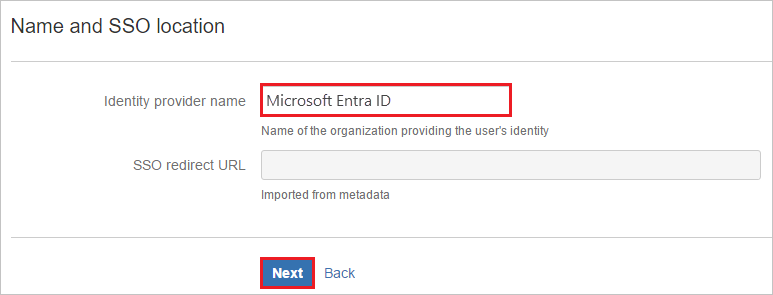 Name and SSO location
Identity provider name Microsoft Entra ID
Name of the organization providing the user's identity
SSO redirect URL
Imported from metadata
Next Back